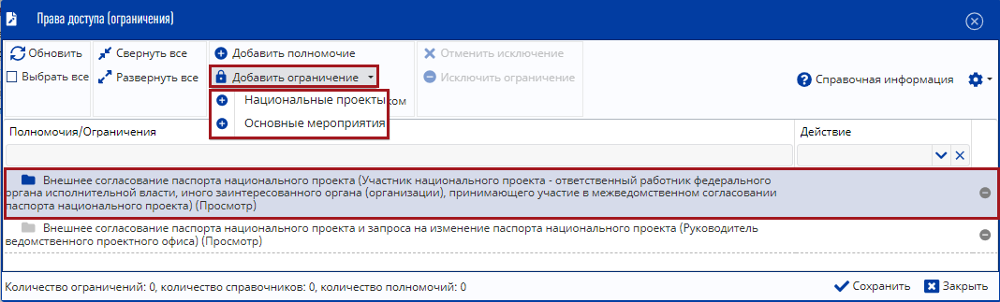 Права доступа (ограничения)
Обновить
Свернуть все
Добавить полномочие
Отменить исключение
Выбрать все
Развернуть все
Добавить ограничение
Исключить ограничение
Справочная информация
Национальные проекты
ком
Основные мероприятия
Полномочия/Ограничения
Действие
Внешнее согласование паспорта национального проекта (Участник национального проекта - ответственный работник федерального
органа исполнительной власти, иного заинтересованного органа (организации), принимающего участие в межведомственном согласовании
паспорта национального проекта) (Просмотр)
Внешнее согласование паспорта национального проекта и запроса на изменение паспорта национального проекта (Руководитель
ведомственного проектного офиса) (Просмотр)
Количество ограничений: 0, количество справочников: 0, количество полномочий: 0
Сохранить
Закрыть